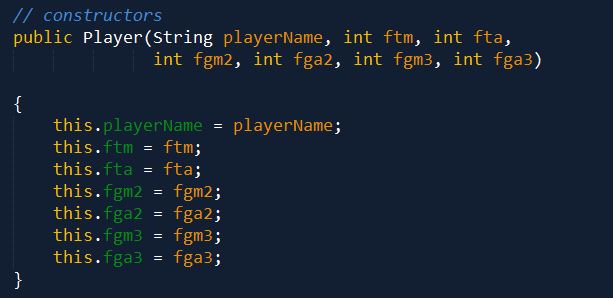 // constructors
public Player(String playerName, int ftm, int fta,
int fgm2, int fga2, int fgm3, int fga3)
{
this.playerName = playerName;
this.ftm = ftm;
this.fta = fta;
this.fgm2 = fgm2;
this.fga2 = fga2;
this.fgm3 = fgm3;
this.fga3 = fga3;
}